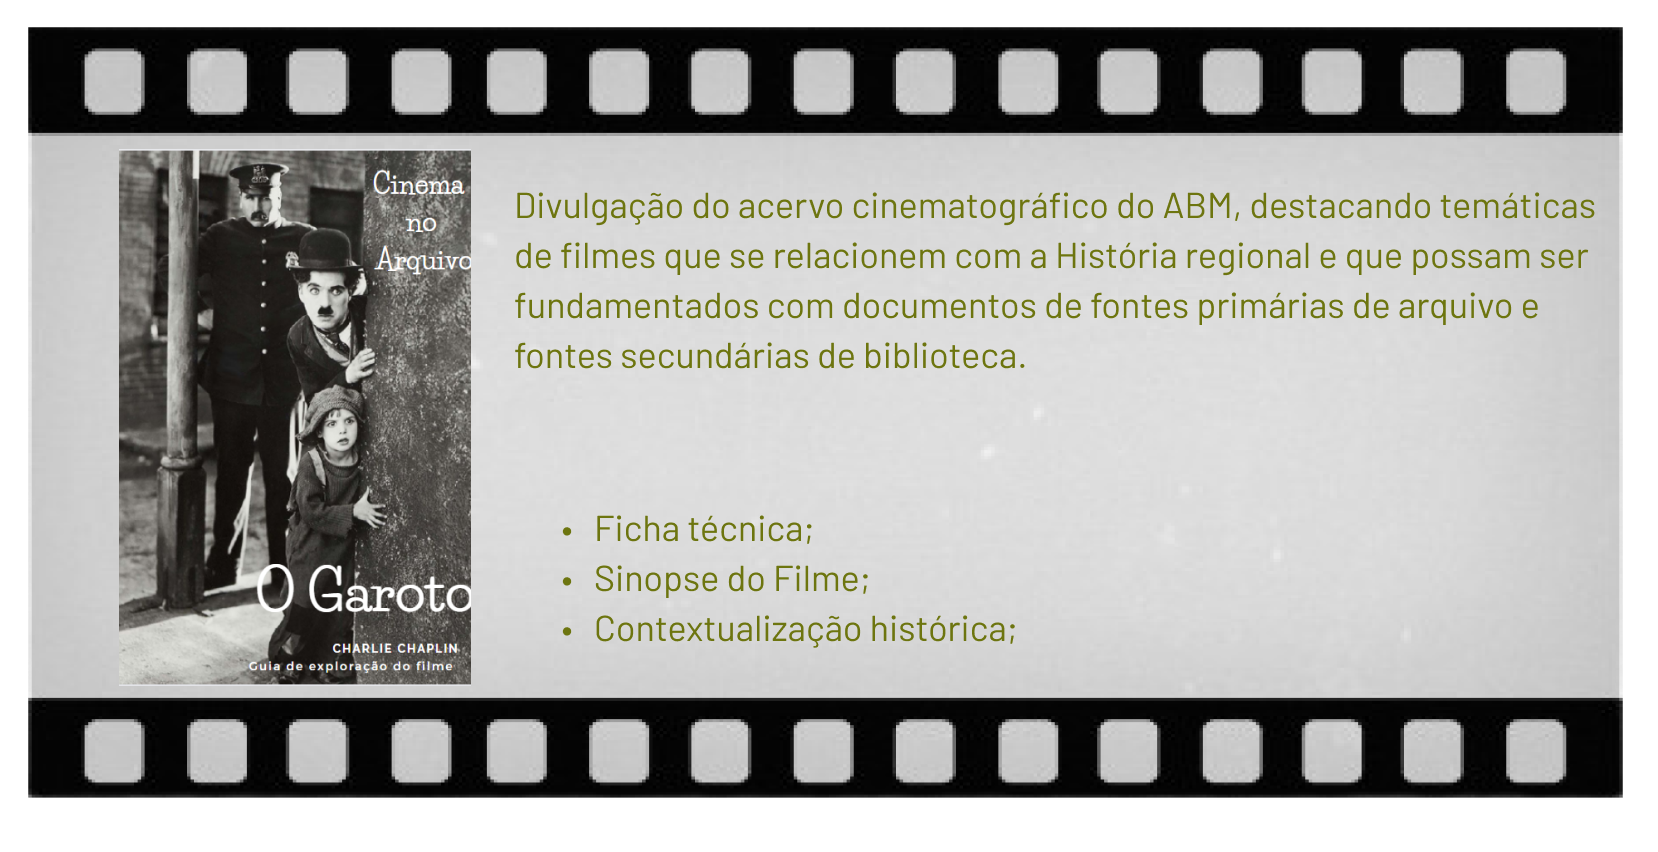 Cinema
no
Arquivo
O Garoto
CHARLIE CHAPLIN
Guia de exploração do filme
Divulgação do acervo cinematográfico do ABM, destacando temáticas
de filmes que se relacionem com a História regional e que possam ser
fundamentados com documentos de fontes primárias de arquivo e
fontes secundárias de biblioteca.
• Ficha técnica;
• Sinopse do Filme;
• Contextualização histórica;